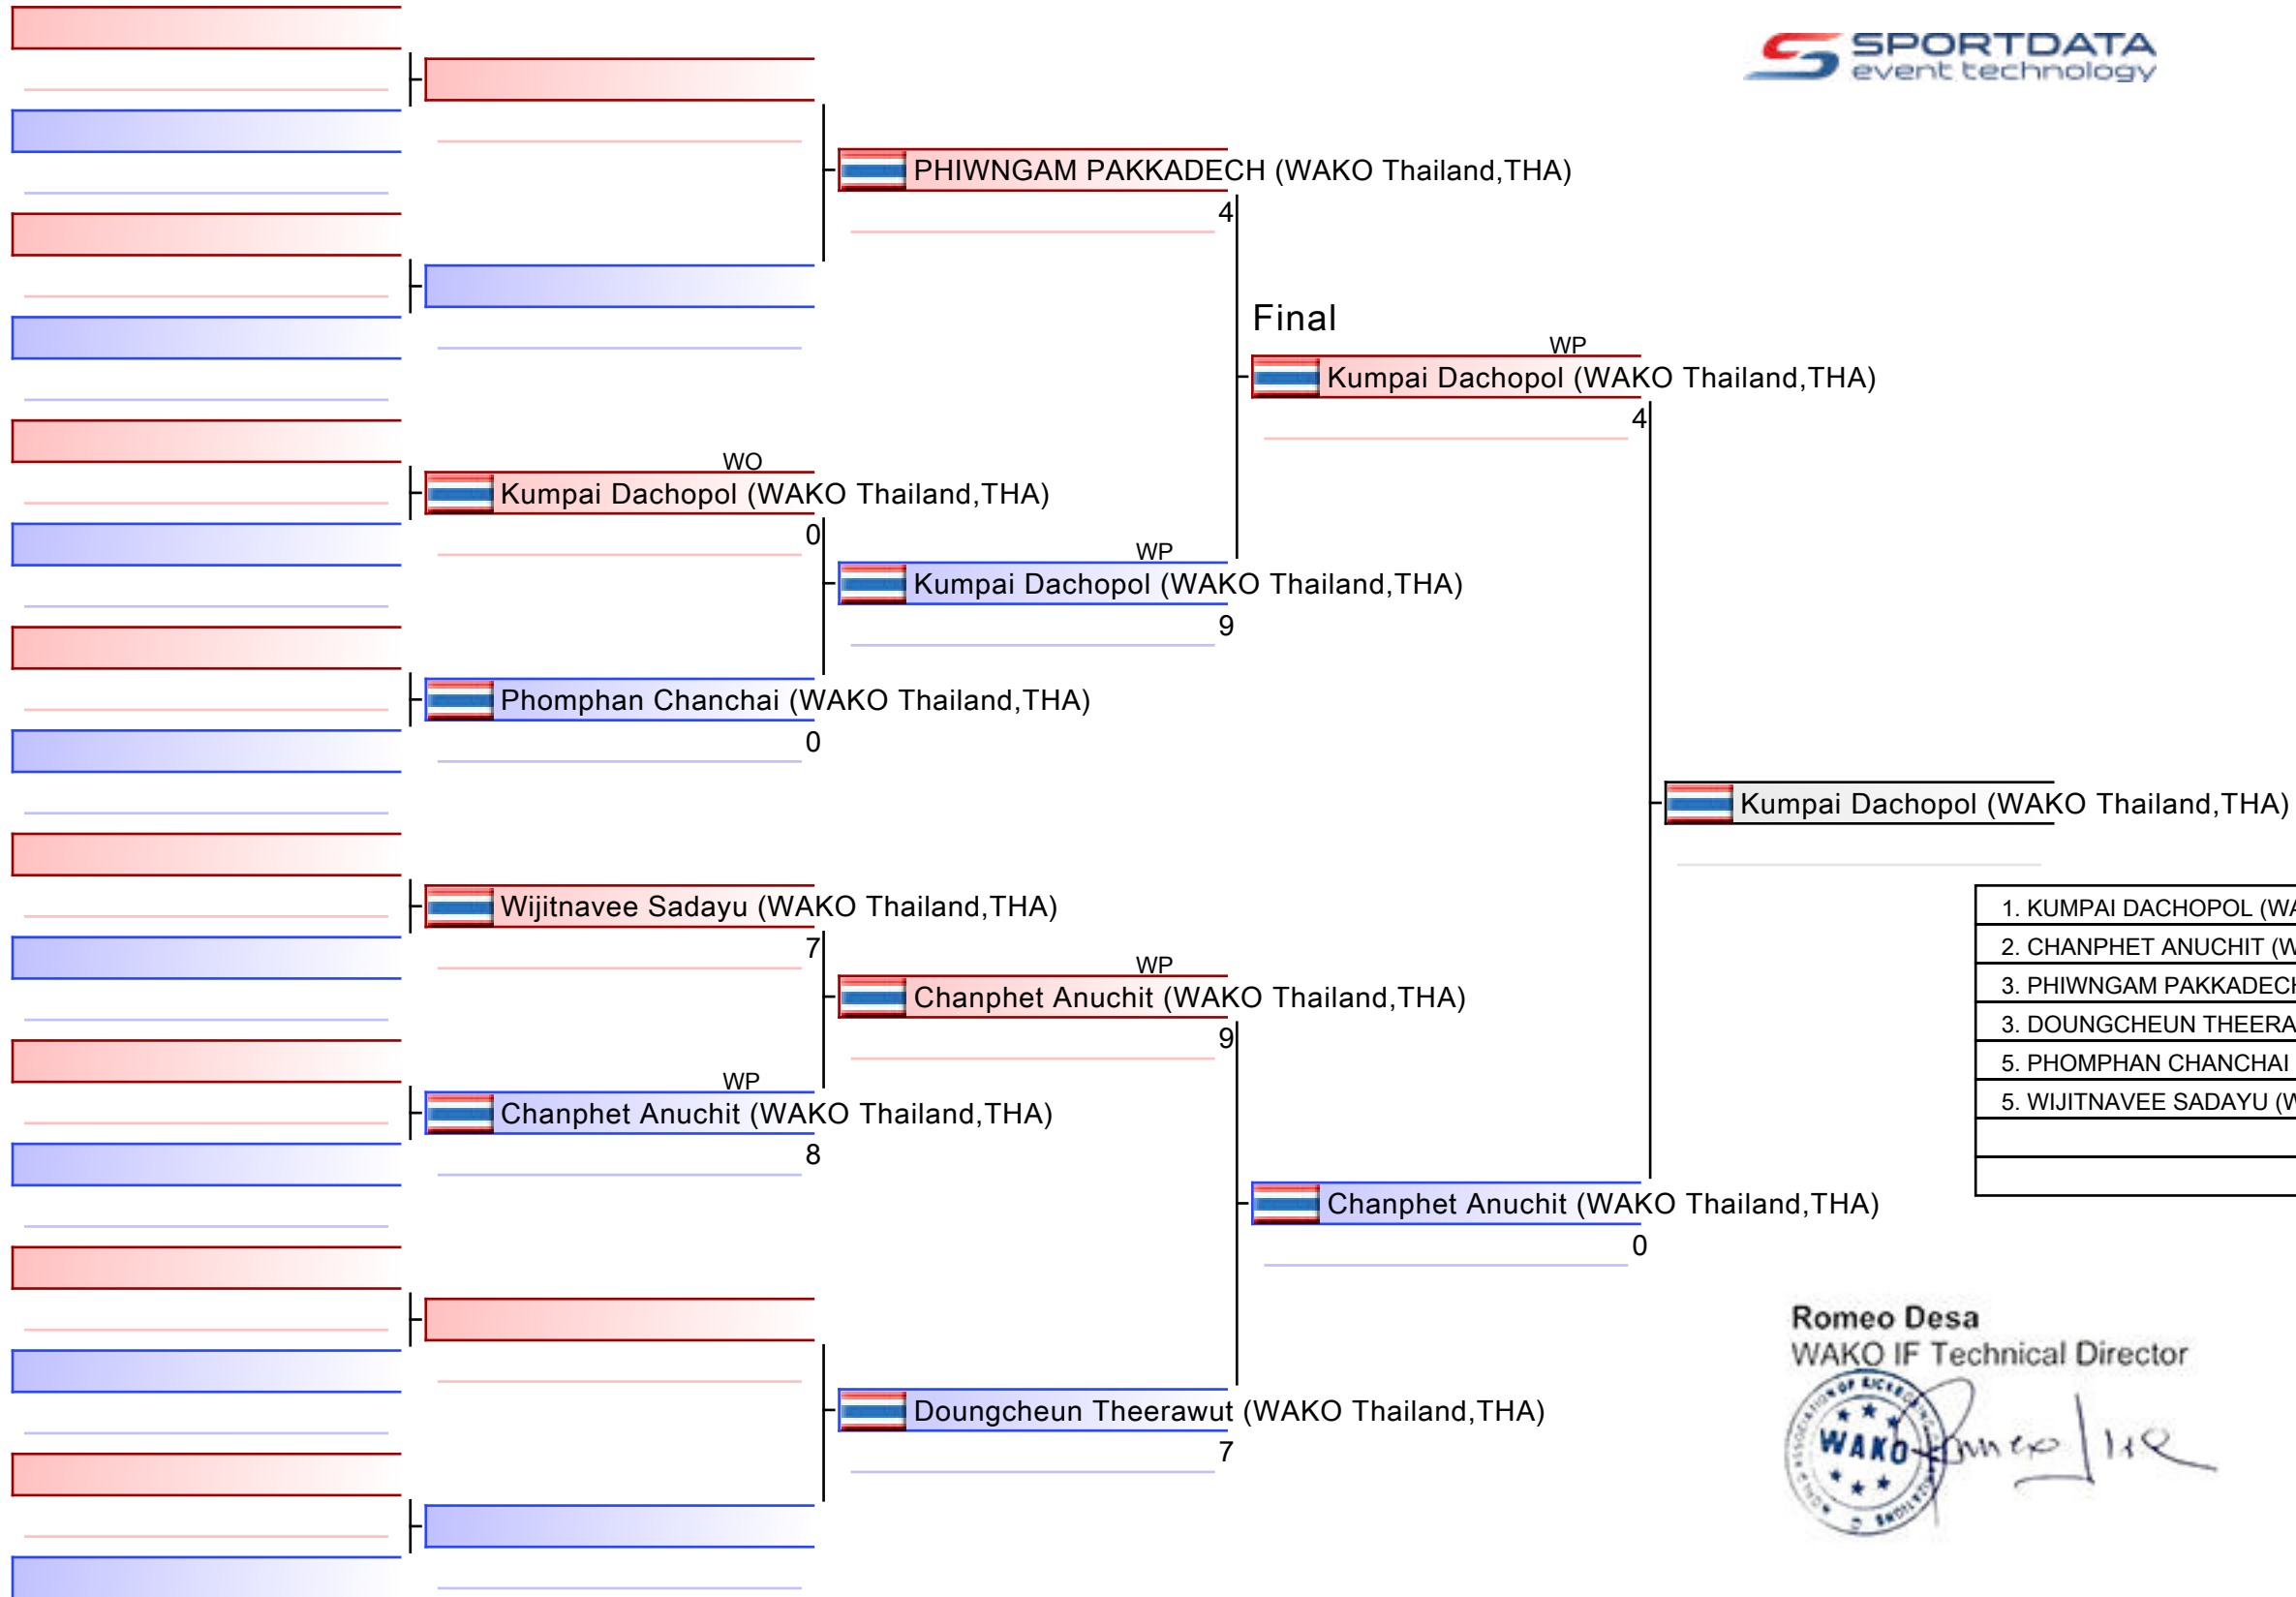 SPORTDATA
event technology
PHIWNGAM PAKKADECH (WAKO Thailand,THA)
4
Final
WP
Kumpai Dachopol (WAKO Thailand,THA)
4
WO
Kumpai Dachopol (WAKO Thailand,THA)
0
WP
Kumpai Dachopol (WAKO Thailand,THA)
9
Phomphan Chanchai (WAKO Thailand,THA)
0
Kumpai Dachopol (WAKO Thailand,THA)
Wijitnavee Sadayu (WAKO Thailand,THA)
7
WP
Chanphet Anuchit (WAKO Thailand,THA)
9
WP
Chanphet Anuchit (WAKO Thailand,THA)
8
1. KUMPAI DACHOPOL (WA
2. CHANPHET ANUCHIT (W
3. PHIWNGAM PAKKADECH
3. DOUNGCHEUN THEERA
5. PHOMPHAN CHANCHAI
5. WIJITNAVEE SADAYU (W
Chanphet Anuchit (WAKO Thailand,THA)
0
Doungcheun Theerawut (WAKO Thailand,THA)
7
Romeo Desa
WAKO IF Technical Director
WAKO